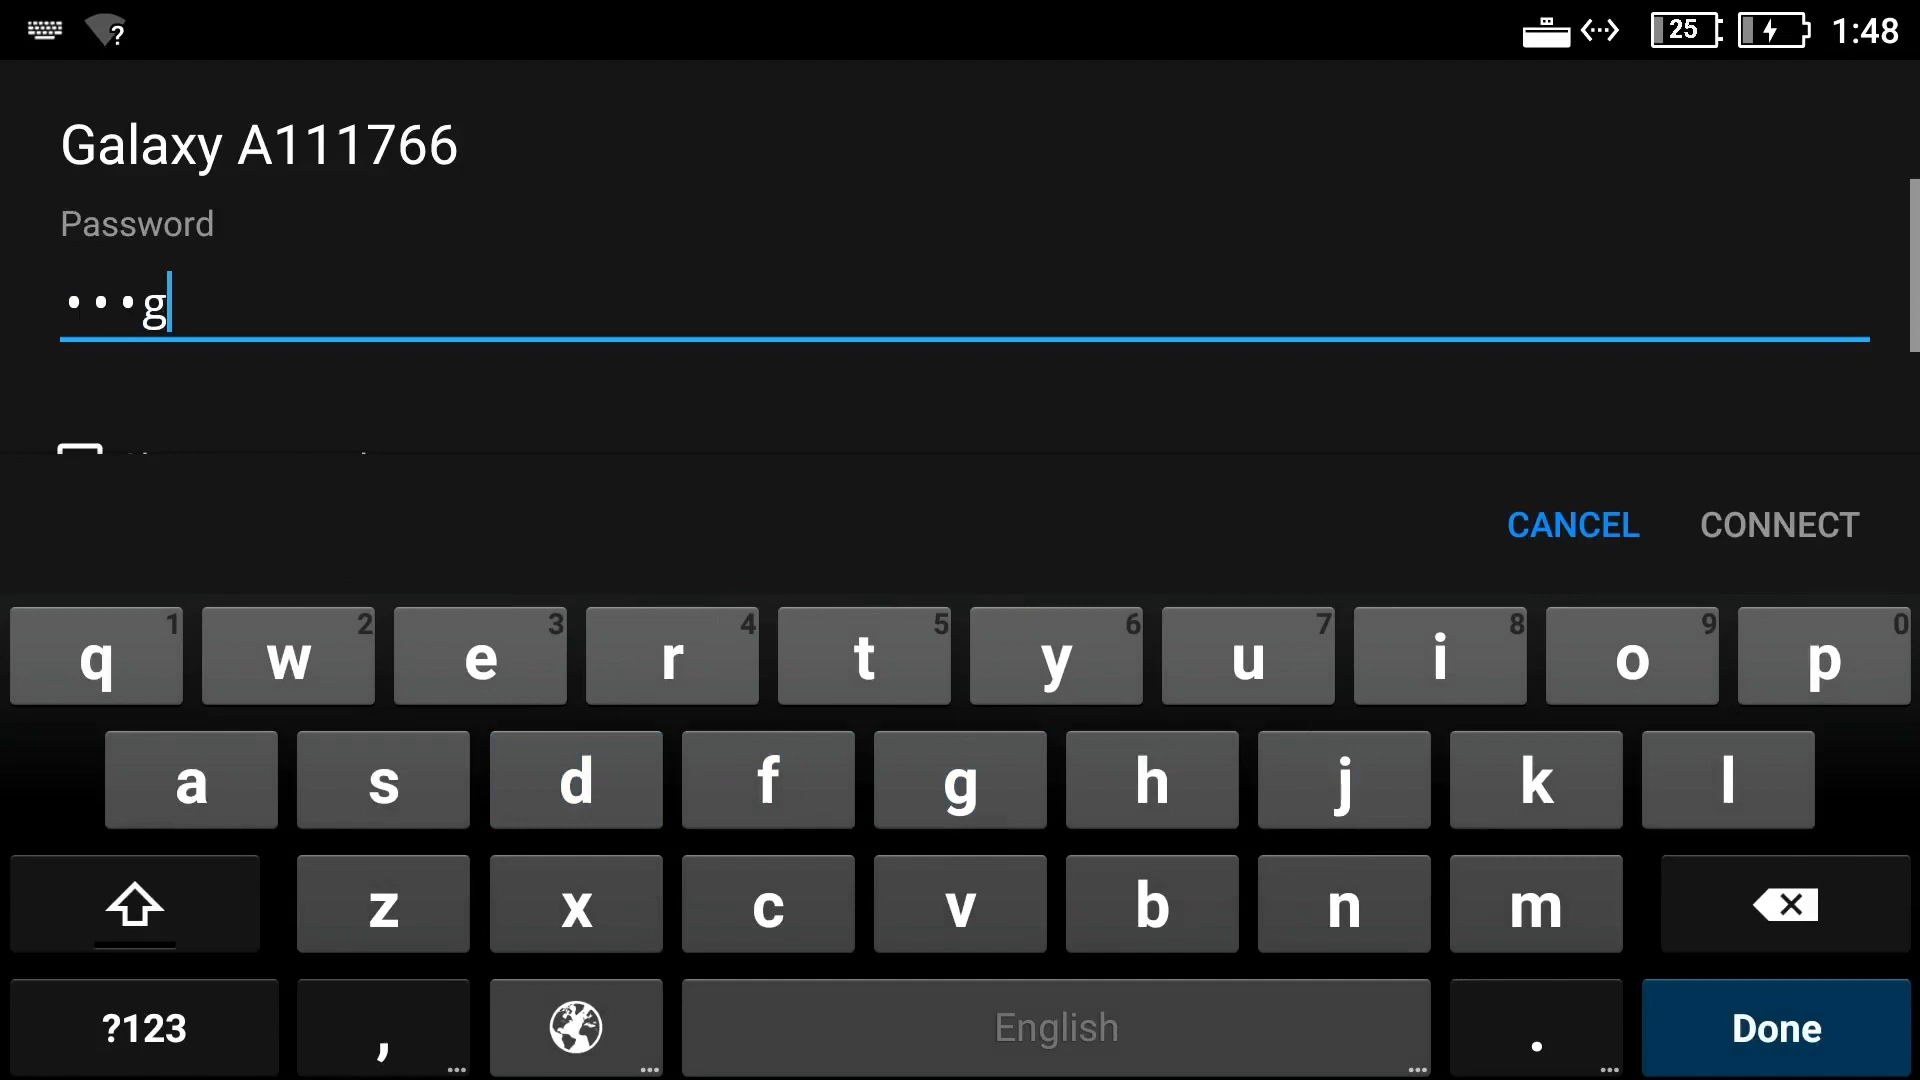 ?
25
1:48
Galaxy A111766
Password
•••g
CANCEL CONNECT
q 1 w 2 e 3 r 4 t 5 y 6 u 7 i 8 o 9 p 0
a s d f g h j k l
z x c v b n m
?123 , English . Done